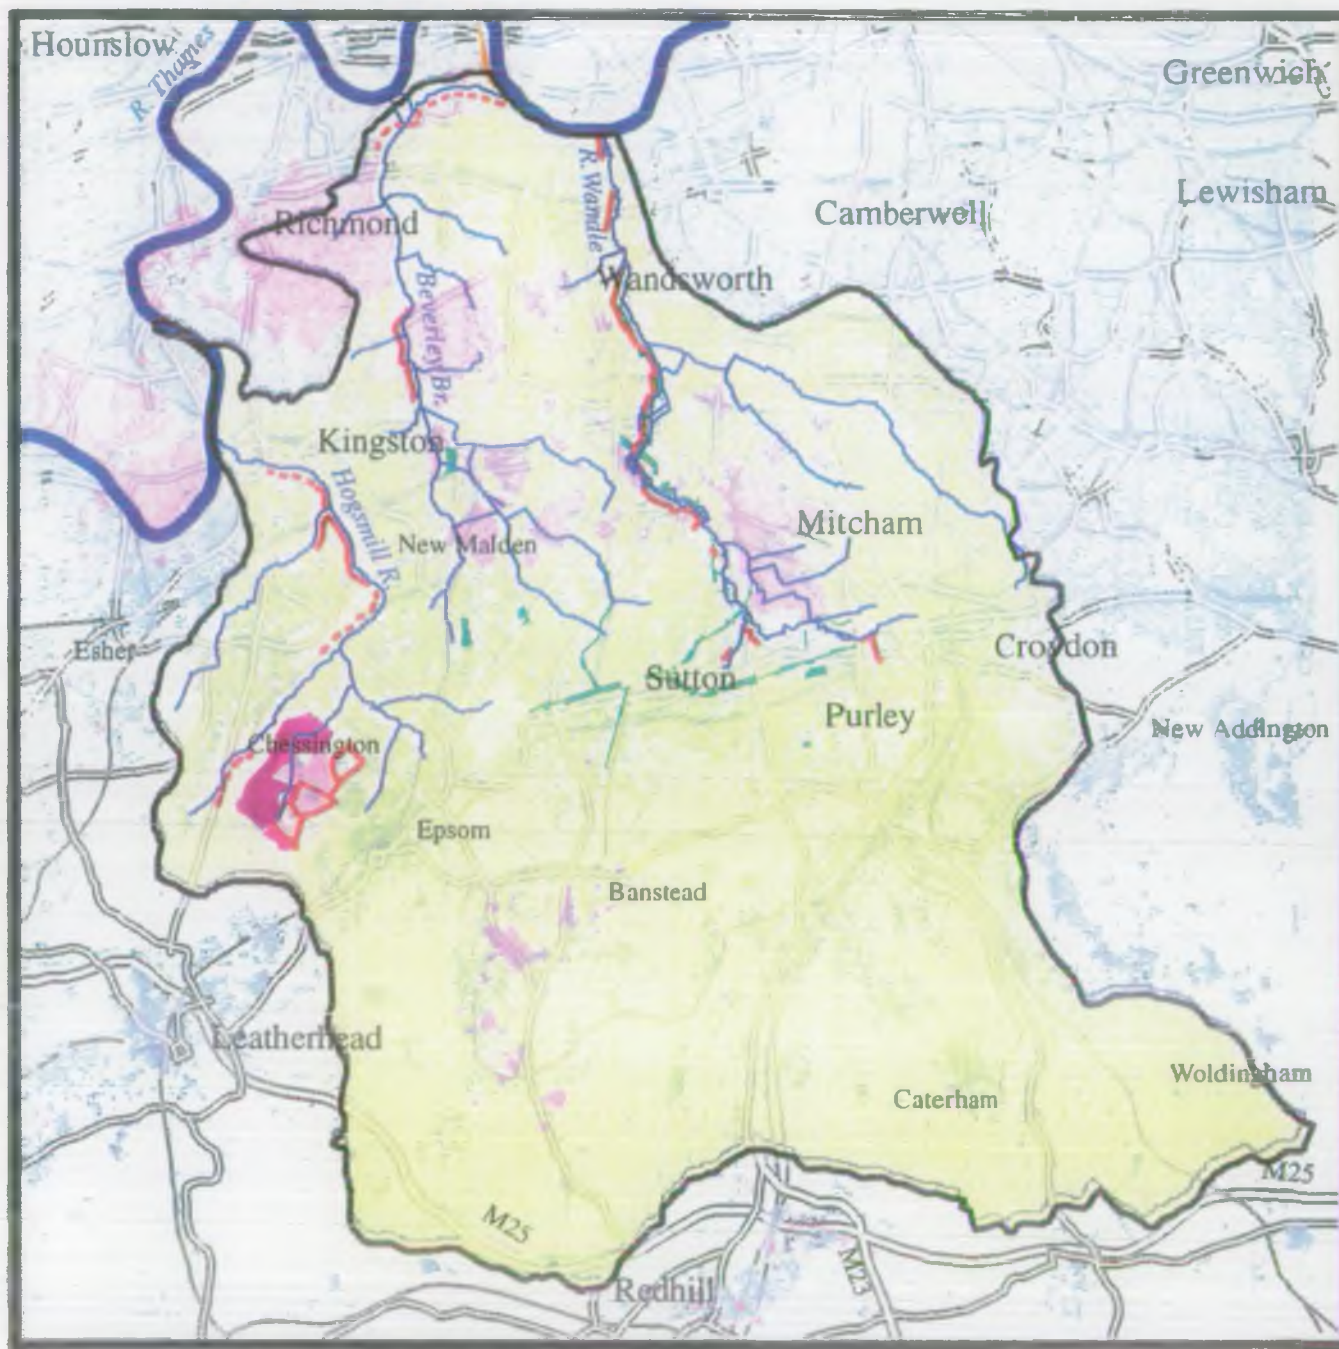 Hounslow
R. Thames
Greenwich
R. Wandle
Lewisham
Camberwell
Richmond
Wandsworth
Beverley Br.
Kingston
Hogsmill R.
Mitcham
New Malden
Esher
Croydon
Sutton
Purley
New Addington
Chessington
Epsom
Banstead
Leatherhead
Woldingham
Caterham
M25
M25
M23
Redhill